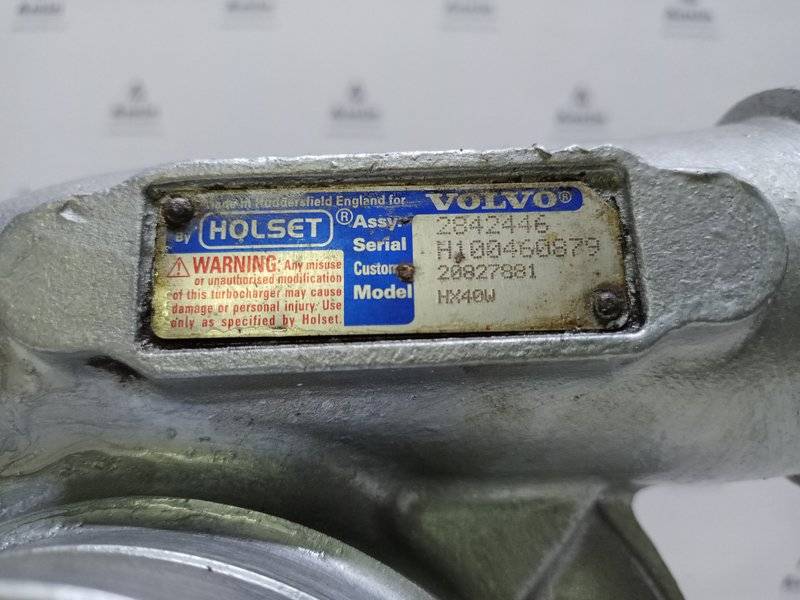 Made in Huddersfield England for VOLVO®
By HOLSET®
Assy. 2842446
Serial H100460879
Custome 20827881
Model HX40W
WARNING: Any misuse
or unauthorised modification
of this turbocharger may cause
damage or personal injury. Use
only as specified by Holset.